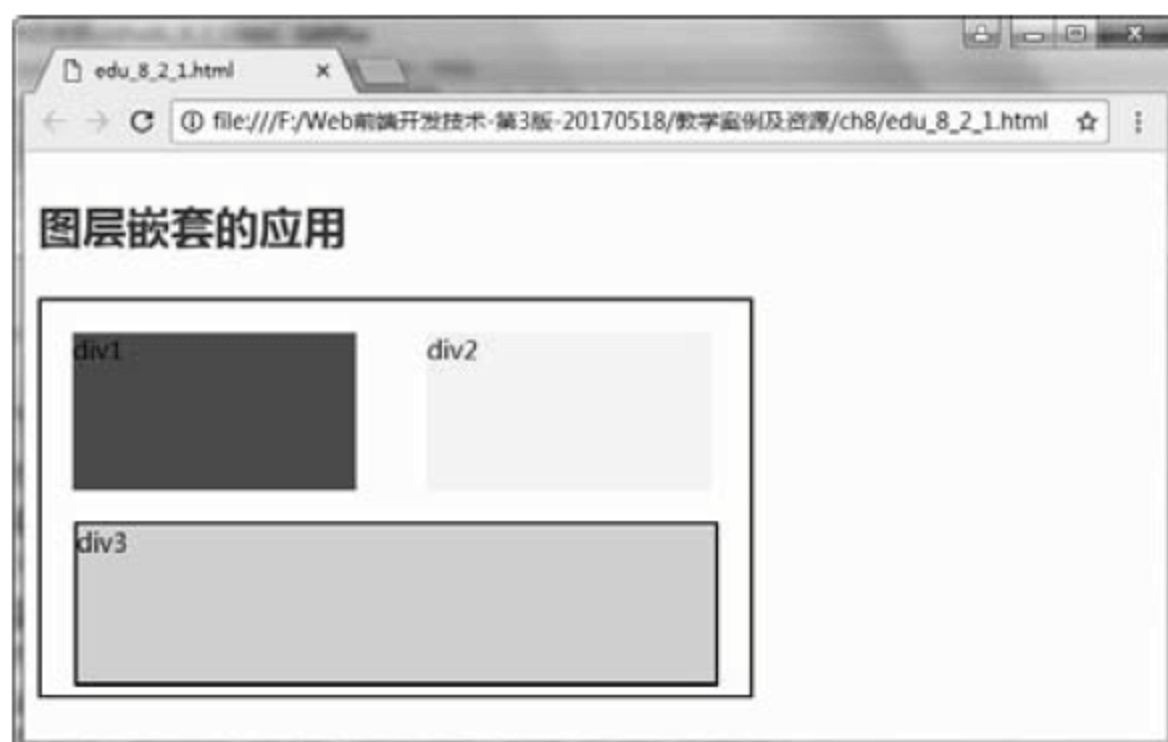 edu_8_2_1.html
file:///F:/Web前端开发技术-第3版-20170518/教学案例及资源/ch8/edu_8_2_1.html
图层嵌套的应用
div1
div2
div3